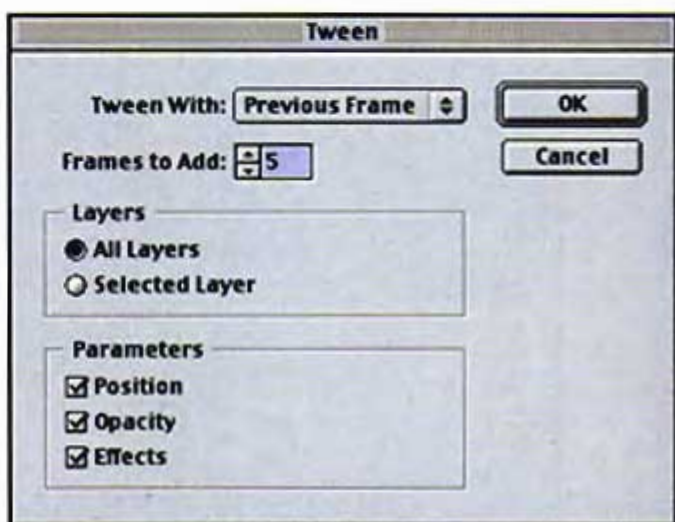 Tween
Tween With: Previous Frame
OK
Frames to Add: 5
Cancel
Layers
All Layers
Selected Layer
Parameters
Position
Opacity
Effects